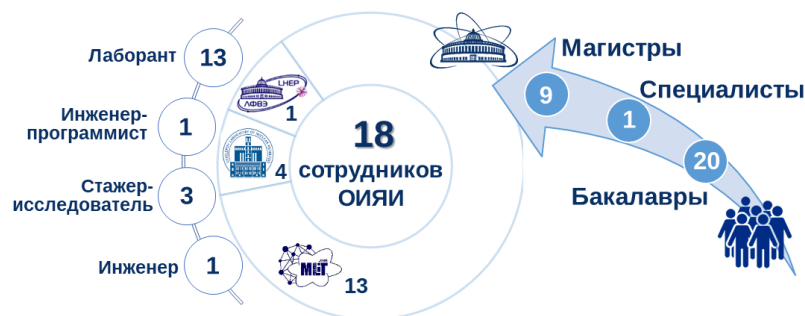 Лаборант
13
Инженер-
программист
1
Стажер-
исследователь
3
Инженер
1
LHEP
ЛФВЭ
1
4
MLIT
13
18
сотрудников
ОИЯИ
Магистры
9
Специалисты
1
20
Бакалавры